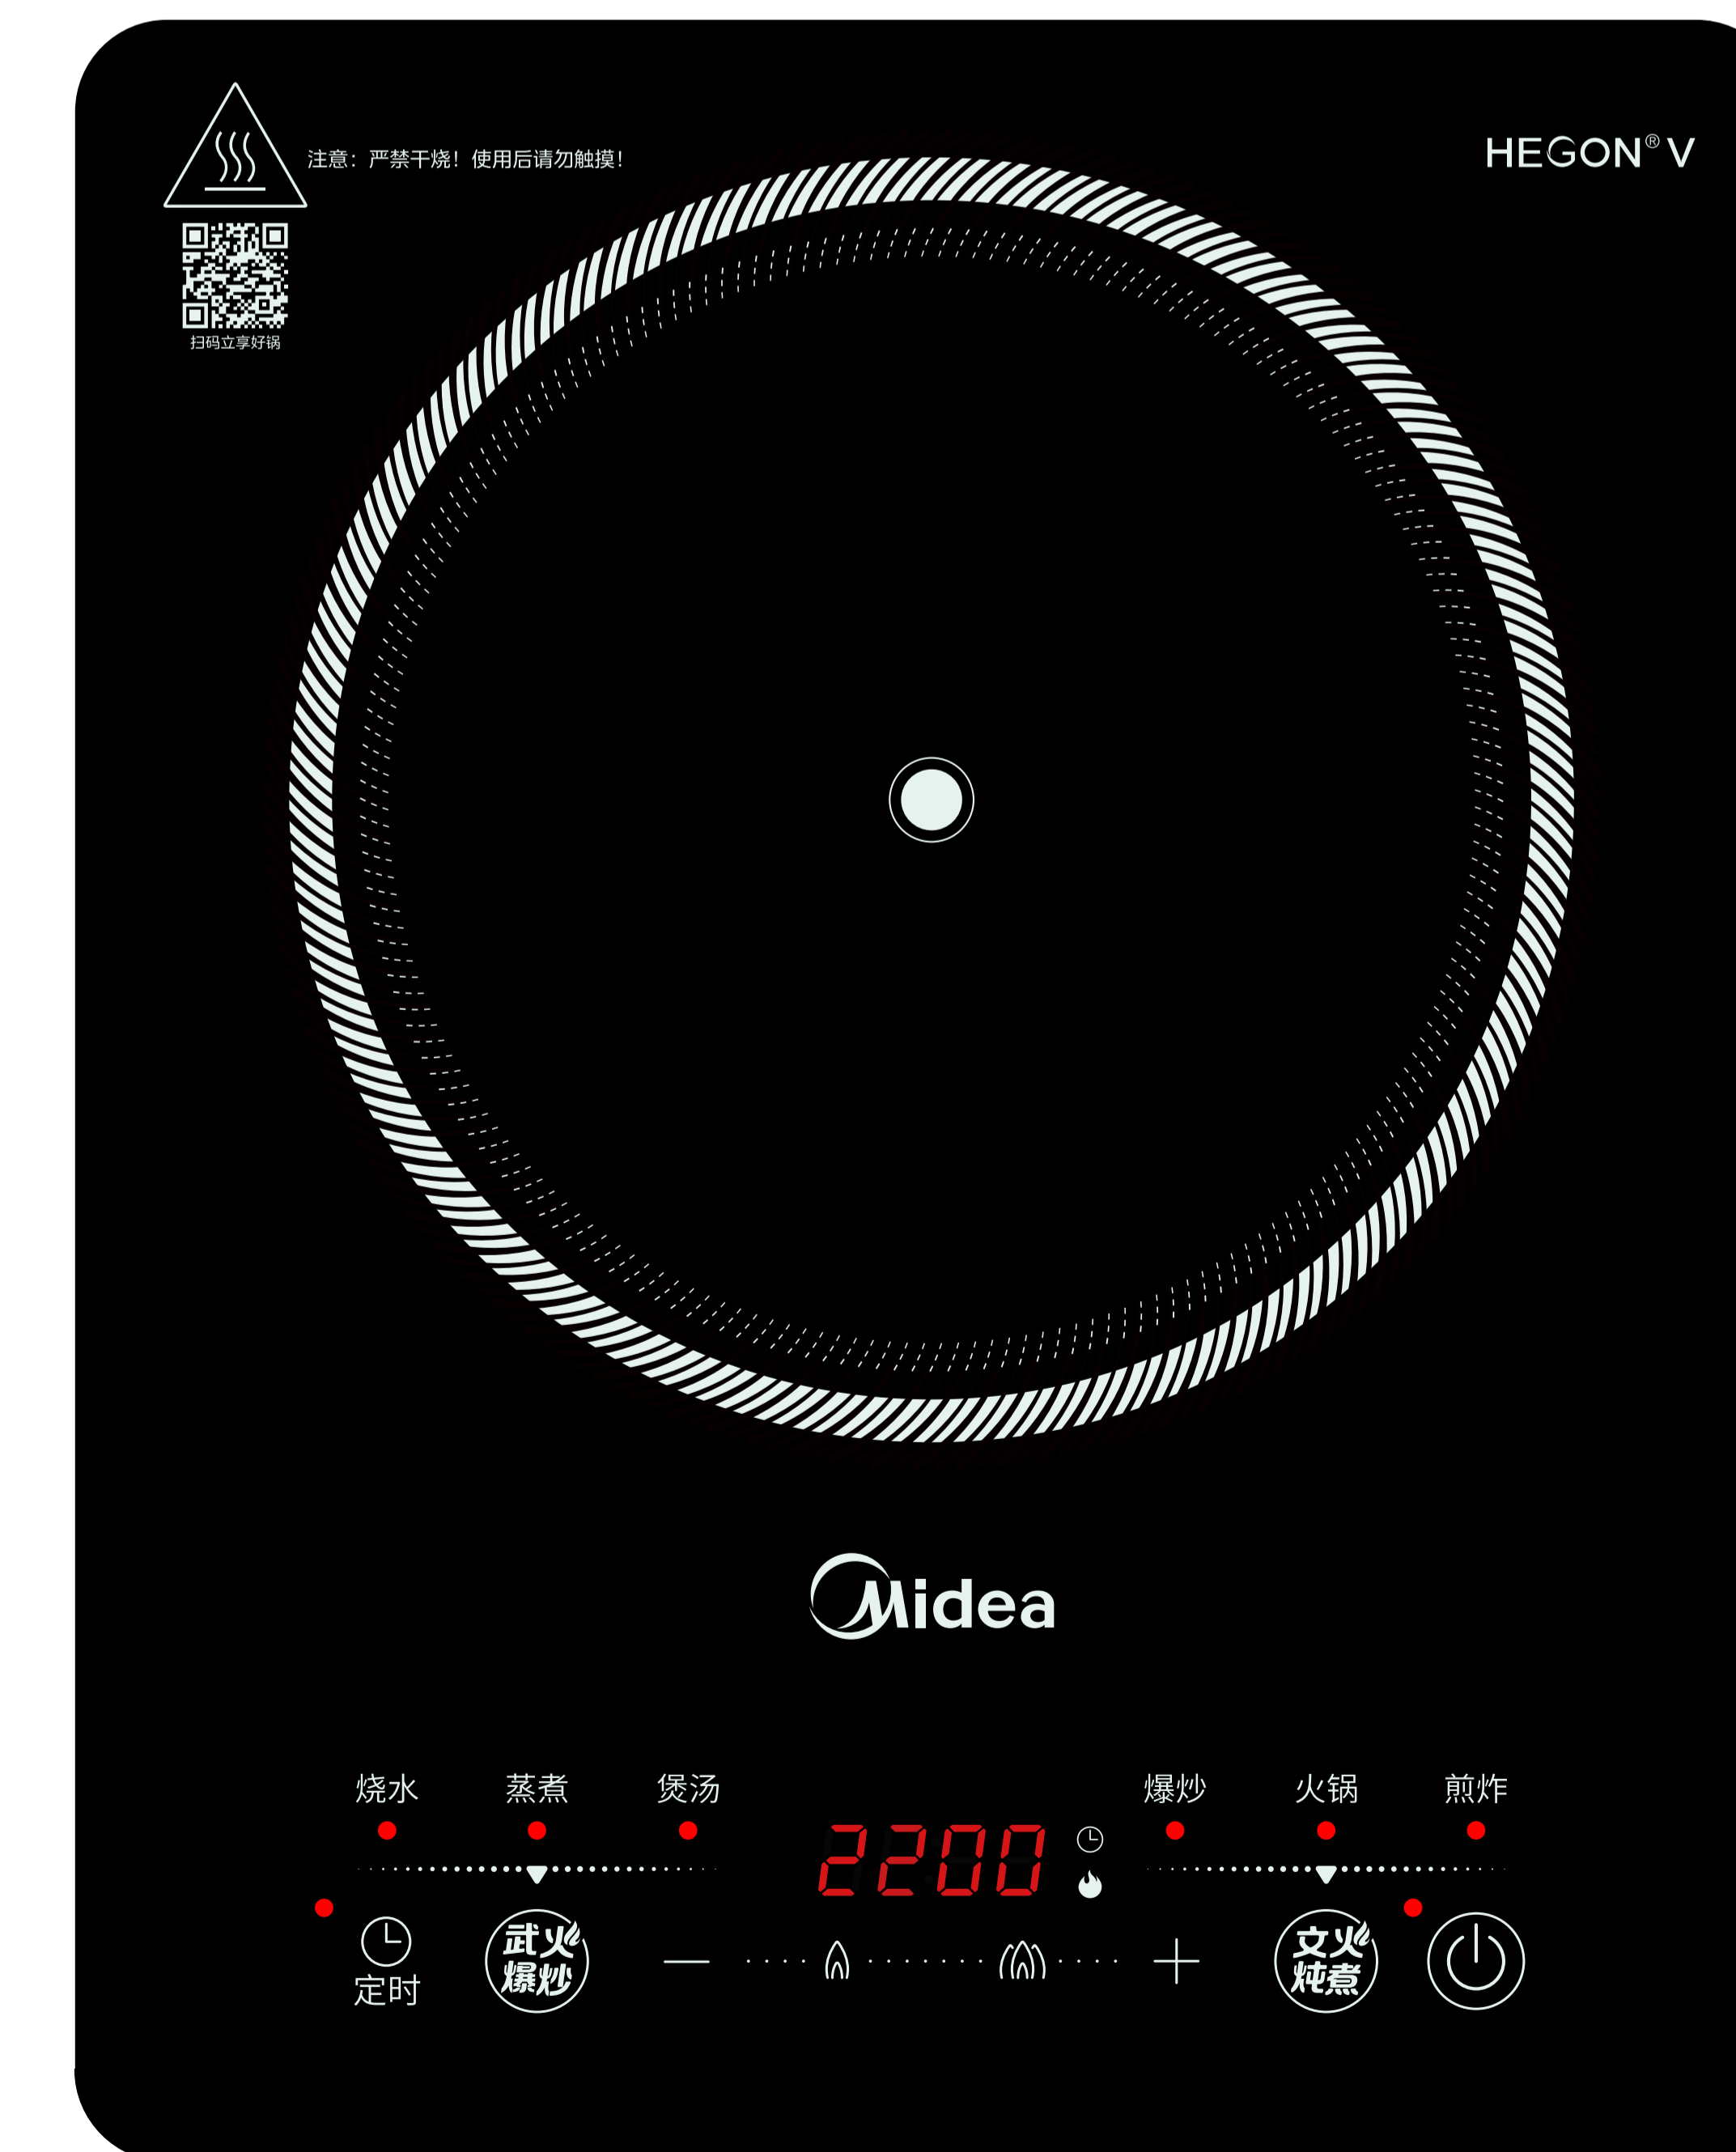 注意：严禁干烧！使用后请勿触摸！
HEGON® V
扫码立享好锅
Midea
烧水 蒸煮 煲汤 爆炒 火锅 煎炸
2200
定时
武火
爆炒
文火
炖煮